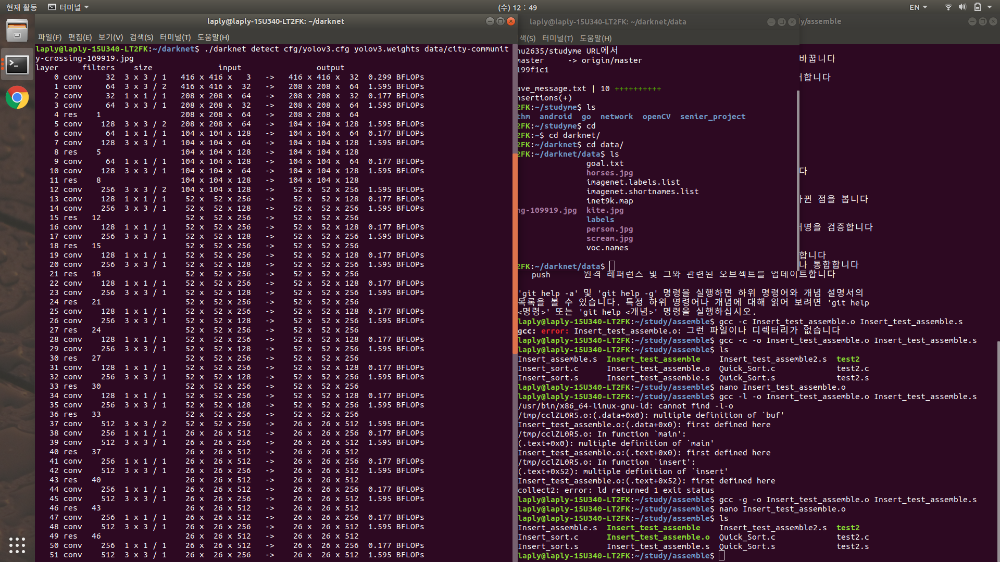 현재 활동 터미널 (수) 12 : 49 EN
laply@laply-15U340-LT2FK: ~/darknet
파일(F) 편집(E) 보기(V) 검색(S) 터미널(T) 도움말(H)
laply@laply-15U340-LT2FK:~/darknet$ ./darknet detect cfg/yolov3.cfg yolov3.weights data/city-communit
y-crossing-109919.jpg
layer filters size input output
0 conv 32 3 x 3 / 1 416 x 416 x 3 -> 416 x 416 x 32 0.299 BFLOPs
1 conv 64 3 x 3 / 2 416 x 416 x 32 -> 208 x 208 x 64 1.595 BFLOPs
2 conv 32 1 x 1 / 1 208 x 208 x 64 -> 208 x 208 x 32 0.177 BFLOPs
3 conv 64 3 x 3 / 1 208 x 208 x 32 -> 208 x 208 x 64 1.595 BFLOPs
4 res 1 208 x 208 x 64 -> 208 x 208 x 64
5 conv 128 3 x 3 / 2 208 x 208 x 64 -> 104 x 104 x 128 1.595 BFLOPs
6 conv 64 1 x 1 / 1 104 x 104 x 128 -> 104 x 104 x 64 0.177 BFLOPs
7 conv 128 3 x 3 / 1 104 x 104 x 64 -> 104 x 104 x 128 1.595 BFLOPs
8 res 5 104 x 104 x 128 -> 104 x 104 x 128
9 conv 64 1 x 1 / 1 104 x 104 x 128 -> 104 x 104 x 64 0.177 BFLOPs
10 conv 128 3 x 3 / 1 104 x 104 x 64 -> 104 x 104 x 128 1.595 BFLOPs
11 res 8 104 x 104 x 128 -> 104 x 104 x 128
12 conv 256 3 x 3 / 2 104 x 104 x 128 -> 52 x 52 x 256 1.595 BFLOPs
13 conv 128 1 x 1 / 1 52 x 52 x 256 -> 52 x 52 x 128 0.177 BFLOPs
14 conv 256 3 x 3 / 1 52 x 52 x 128 -> 52 x 52 x 256 1.595 BFLOPs
15 res 12 52 x 52 x 256 -> 52 x 52 x 256
16 conv 128 1 x 1 / 1 52 x 52 x 256 -> 52 x 52 x 128 0.177 BFLOPs
17 conv 256 3 x 3 / 1 52 x 52 x 128 -> 52 x 52 x 256 1.595 BFLOPs
18 res 15 52 x 52 x 256 -> 52 x 52 x 256
19 conv 128 1 x 1 / 1 52 x 52 x 256 -> 52 x 52 x 128 0.177 BFLOPs
20 conv 256 3 x 3 / 1 52 x 52 x 128 -> 52 x 52 x 256 1.595 BFLOPs
21 res 18 52 x 52 x 256 -> 52 x 52 x 256
22 conv 128 1 x 1 / 1 52 x 52 x 256 -> 52 x 52 x 128 0.177 BFLOPs
23 conv 256 3 x 3 / 1 52 x 52 x 128 -> 52 x 52 x 256 1.595 BFLOPs
24 res 21 52 x 52 x 256 -> 52 x 52 x 256
25 conv 128 1 x 1 / 1 52 x 52 x 256 -> 52 x 52 x 128 0.177 BFLOPs
26 conv 256 3 x 3 / 1 52 x 52 x 128 -> 52 x 52 x 256 1.595 BFLOPs
27 res 24 52 x 52 x 256 -> 52 x 52 x 256
28 conv 128 1 x 1 / 1 52 x 52 x 256 -> 52 x 52 x 128 0.177 BFLOPs
29 conv 256 3 x 3 / 1 52 x 52 x 128 -> 52 x 52 x 256 1.595 BFLOPs
30 res 27 52 x 52 x 256 -> 52 x 52 x 256
31 conv 128 1 x 1 / 1 52 x 52 x 256 -> 52 x 52 x 128 0.177 BFLOPs
32 conv 256 3 x 3 / 1 52 x 52 x 128 -> 52 x 52 x 256 1.595 BFLOPs
33 res 30 52 x 52 x 256 -> 52 x 52 x 256
34 conv 128 1 x 1 / 1 52 x 52 x 256 -> 52 x 52 x 128 0.177 BFLOPs
35 conv 256 3 x 3 / 1 52 x 52 x 128 -> 52 x 52 x 256 1.595 BFLOPs
36 res 33 52 x 52 x 256 -> 52 x 52 x 256
37 conv 512 3 x 3 / 2 52 x 52 x 256 -> 26 x 26 x 512 1.595 BFLOPs
38 conv 256 1 x 1 / 1 26 x 26 x 512 -> 26 x 26 x 256 0.177 BFLOPs
39 conv 512 3 x 3 / 1 26 x 26 x 256 -> 26 x 26 x 512 1.595 BFLOPs
40 res 37 26 x 26 x 512 -> 26 x 26 x 512
41 conv 256 1 x 1 / 1 26 x 26 x 512 -> 26 x 26 x 256 0.177 BFLOPs
42 conv 512 3 x 3 / 1 26 x 26 x 256 -> 26 x 26 x 512 1.595 BFLOPs
43 res 40 26 x 26 x 512 -> 26 x 26 x 512
44 conv 256 1 x 1 / 1 26 x 26 x 512 -> 26 x 26 x 256 0.177 BFLOPs
45 conv 512 3 x 3 / 1 26 x 26 x 256 -> 26 x 26 x 512 1.595 BFLOPs
46 res 43 26 x 26 x 512 -> 26 x 26 x 512
47 conv 256 1 x 1 / 1 26 x 26 x 512 -> 26 x 26 x 256 0.177 BFLOPs
48 conv 512 3 x 3 / 1 26 x 26 x 256 -> 26 x 26 x 512 1.595 BFLOPs
49 res 46 26 x 26 x 512 -> 26 x 26 x 512
50 conv 256 1 x 1 / 1 26 x 26 x 512 -> 26 x 26 x 256 0.177 BFLOPs
51 conv 512 3 x 3 / 1 26 x 26 x 256 -> 26 x 26 x 512 1.595 BFLOPs
laply@laply-15U340-LT2FK: ~/darknet/data
색(S) 터미널(T) 도움말(H)
nu2635/studyme URL에서
master -> origin/master
199f1c1
ave_message.txt | 10 ++++++++++
nsertions(+)
2FK:~/studyme$ ls
thm android go network openCV senier_project
2FK:~/studyme$ cd
2FK:~$ cd darknet/
2FK:~/darknet$ cd data/
2FK:~/darknet/data$ ls
goal.txt
horses.jpg
imagenet.labels.list
imagenet.shortnames.list
inet9k.map
ng-109919.jpg kite.jpg
labels
person.jpg
scream.jpg
voc.names
2FK:~/darknet/data$
dy/assemble
바꿉니다
합니다
다
뀐 점을 봅니다
명을 검증합니다
합니다
나 통합합니다
push 원격 레퍼런스 및 그와 관련된 오브젝트를 업데이트합니다
'git help -a' 및 'git help -g' 명령을 실행하면 하위 명령어와 개념 설명서의
목록을 볼 수 있습니다. 특정 하위 명령어나 개념에 대해 읽어 보려면 'git help
<명령>' 또는 'git help <개념>' 명령을 실행하십시오.
laply@laply-15U340-LT2FK:~/study/assemble$ gcc -c Insert_test_assemble.o Insert_test_assemble.s
gcc: error: Insert_test_assemble.o: 그런 파일이나 디렉터리가 없습니다
laply@laply-15U340-LT2FK:~/study/assemble$ gcc -c -o Insert_test_assemble.o Insert_test_assemble.s
laply@laply-15U340-LT2FK:~/study/assemble$ ls
Insert_assemble.s Insert_test_assemble Insert_test_assemble2.s test2
Insert_sort.c Insert_test_assemble.o Quick_Sort.c test2.c
Insert_sort.s Insert_test_assemble.s Quick_Sort.s test2.s
laply@laply-15U340-LT2FK:~/study/assemble$ nano Insert_test_assemble.o
laply@laply-15U340-LT2FK:~/study/assemble$ gcc -l -o Insert_test_assemble.o Insert_test_assemble.s
/usr/bin/x86_64-linux-gnu-ld: cannot find -l-o
/tmp/cclZL0R5.o:(.data+0x0): multiple definition of `buf'
Insert_test_assemble.o:(.data+0x0): first defined here
/tmp/cclZL0R5.o: In function `main':
(.text+0x0): multiple definition of `main'
Insert_test_assemble.o:(.text+0x0): first defined here
/tmp/cclZL0R5.o: In function `insert':
(.text+0x52): multiple definition of `insert'
Insert_test_assemble.o:(.text+0x52): first defined here
collect2: error: ld returned 1 exit status
laply@laply-15U340-LT2FK:~/study/assemble$ gcc -g -o Insert_test_assemble.o Insert_test_assemble.s
laply@laply-15U340-LT2FK:~/study/assemble$ nano Insert_test_assemble.o
laply@laply-15U340-LT2FK:~/study/assemble$ ls
Insert_assemble.s Insert_test_assemble Insert_test_assemble2.s test2
Insert_sort.c Insert_test_assemble.o Quick_Sort.c test2.c
Insert_sort.s Insert_test_assemble.s Quick_Sort.s test2.s
laply@laply-15U340-LT2FK:~/study/assemble$